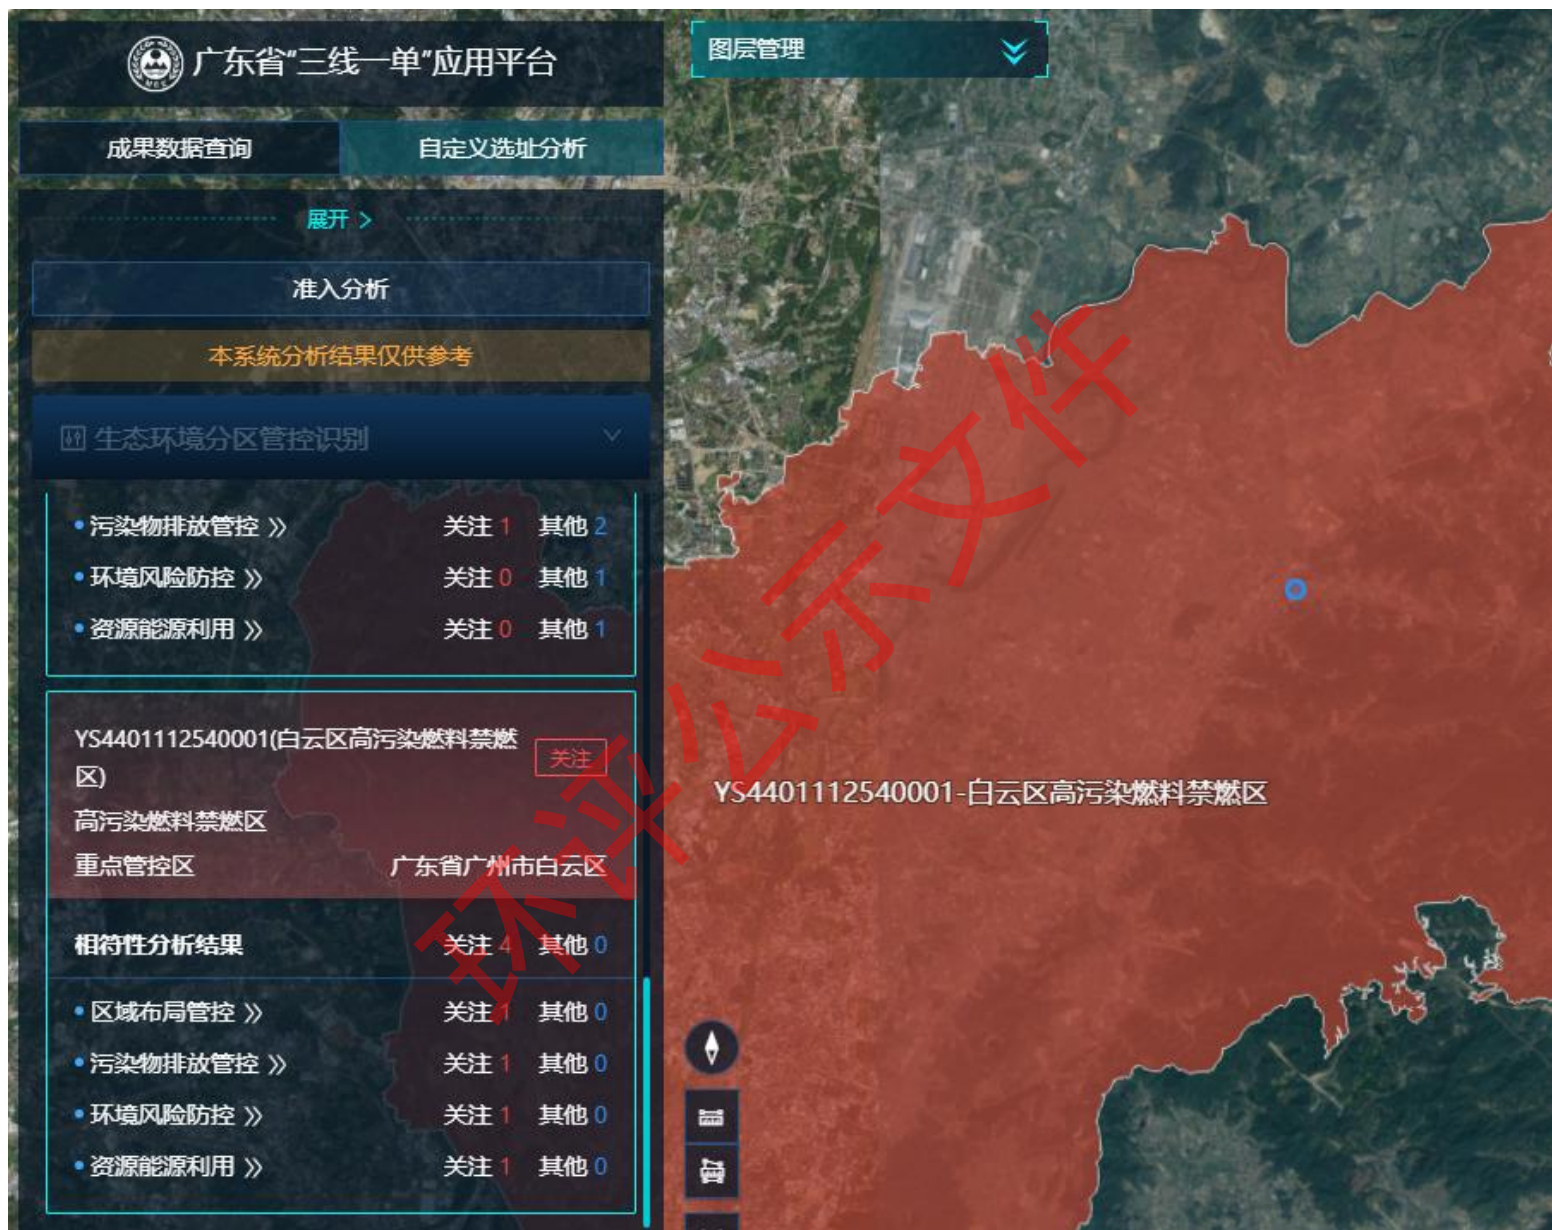 广东省“三线一单”应用平台
图层管理
成果数据查询
自定义选址分析
展开 >
准入分析
本系统分析结果仅供参考
生态环境分区管控识别
•污染物排放管控 》 关注 1 其他 2
•环境风险防控 》 关注 0 其他 1
•资源能源利用 》 关注 0 其他 1
YS4401112540001(白云区高污染燃料禁燃
区)
关注
高污染燃料禁燃区
重点管控区 广东省广州市白云区
相符性分析结果 关注 4 其他 0
•区域布局管控 》 关注 1 其他 0
•污染物排放管控 》 关注 1 其他 0
•环境风险防控 》 关注 1 其他 0
•资源能源利用 》 关注 1 其他 0
YS4401112540001-白云区高污染燃料禁燃区
环评公示文件